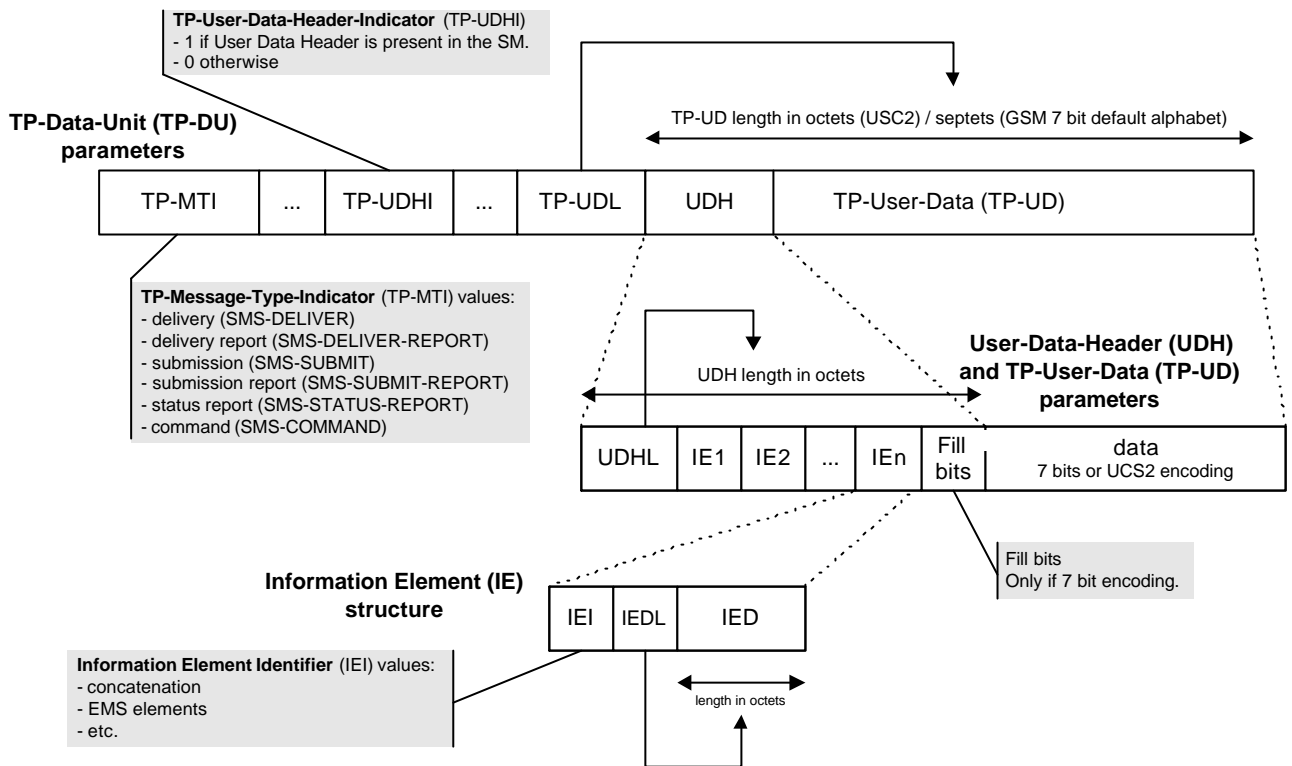 TP-User-Data-Header-Indicator (TP-UDHI)
- 1 if User Data Header is present in the SM.
- 0 otherwise
TP-Data-Unit (TP-DU)
parameters
TP-UD length in octets (USC2) / septets (GSM 7 bit default alphabet)
TP-MTI
...
TP-UDHI
...
TP-UDL
UDH
TP-User-Data (TP-UD)
TP-Message-Type-Indicator (TP-MTI) values:
- delivery (SMS-DELIVER)
- delivery report (SMS-DELIVER-REPORT)
- submission (SMS-SUBMIT)
- submission report (SMS-SUBMIT-REPORT)
- status report (SMS-STATUS-REPORT)
- command (SMS-COMMAND)
User-Data-Header (UDH)
and TP-User-Data (TP-UD)
parameters
UDH length in octets
UDHL
IE1
IE2
...
IEn
Fill
bits
data
7 bits or UCS2 encoding
Fill bits
Only if 7 bit encoding.
Information Element (IE)
structure
IEI
IEDL
IED
length in octets
Information Element Identifier (IEI) values:
- concatenation
- EMS elements
- etc.